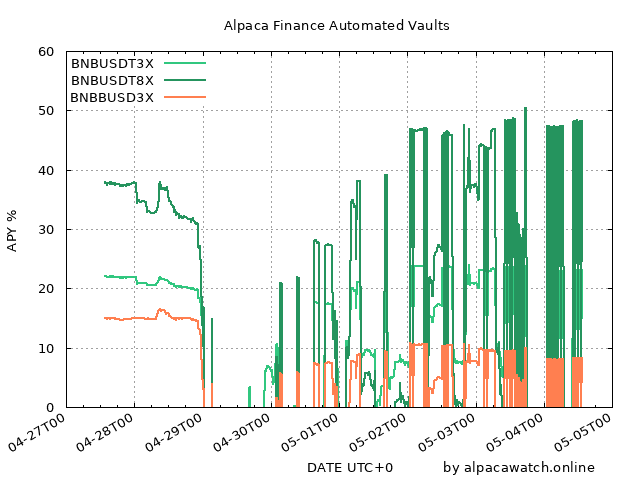 Alpaca Finance Automated Vaults
60
50
40
30
20
10
0
APY %
BNBUSDT3X
BNBUSDT8X
BNBBUSD3X
04-27T00
04-28T00
04-29T00
04-30T00
05-01T00
05-02T00
05-03T00
05-04T00
05-05T00
DATE UTC+0
by alpacawatch.online